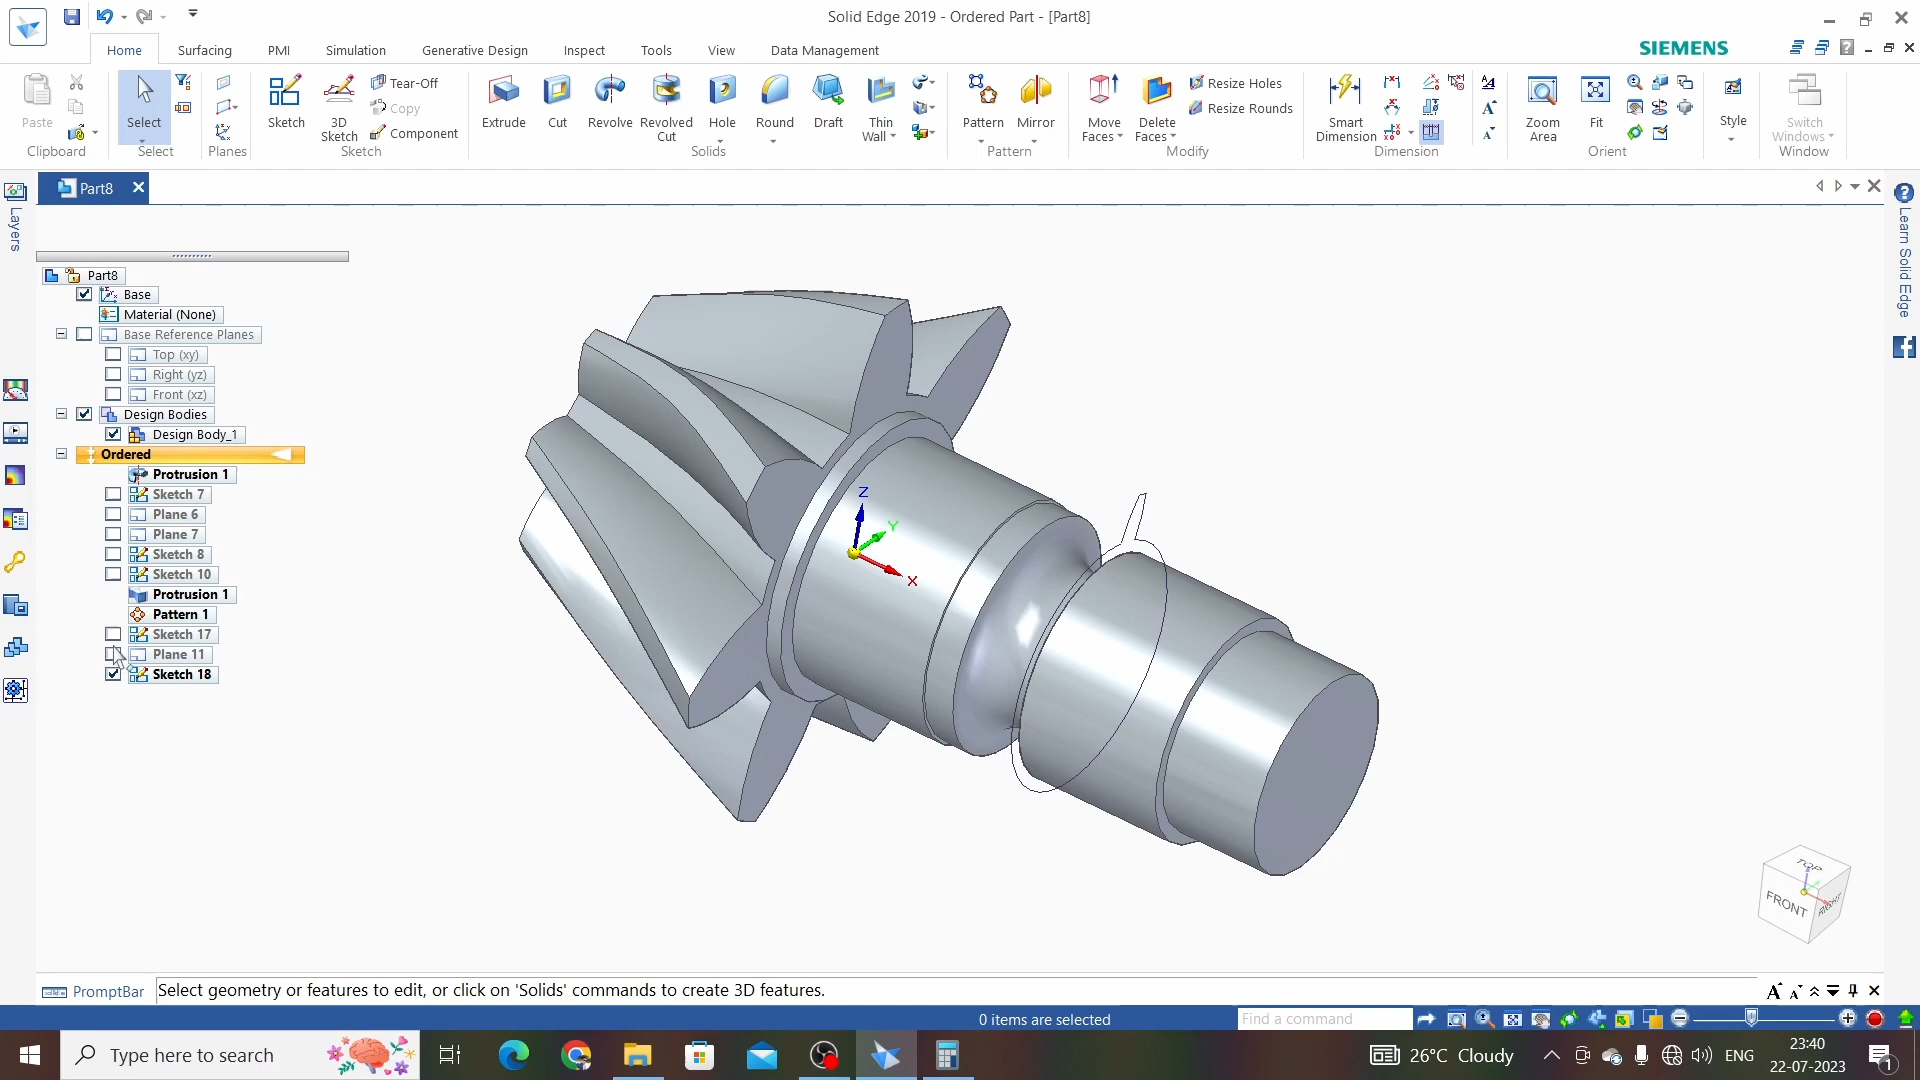 Solid Edge 2019 - Ordered Part - [Part8]
Home Surfacing PMI Simulation Generative Design Inspect Tools View Data Management
SIEMENS
Paste
Clipboard
Select
Select
Planes
Sketch
3D Sketch
Tear-Off
Copy
Component
Sketch
Extrude
Cut
Revolve
Revolved Cut
Hole
Round
Draft
Thin Wall
Solids
Pattern
Mirror
Pattern
Move Faces
Delete Faces
Resize Holes
Resize Rounds
Modify
Smart Dimension
Dimension
Zoom Area
Fit
Orient
Style
Switch Windows
Window
Part8
Layers
Learn Solid Edge
Part8
Base
Material (None)
Base Reference Planes
Top (xy)
Right (yz)
Front (xz)
Design Bodies
Design Body_1
Ordered
Protrusion 1
Sketch 7
Plane 6
Plane 7
Sketch 8
Sketch 10
Protrusion 1
Pattern 1
Sketch 17
Plane 11
Sketch 18
Z
Y
X
TOP
FRONT
RIGHT
PromptBar
Select geometry or features to edit, or click on 'Solids' commands to create 3D features.
0 items are selected
Find a command
Type here to search
26°C Cloudy
ENG
23:40
22-07-2023
1